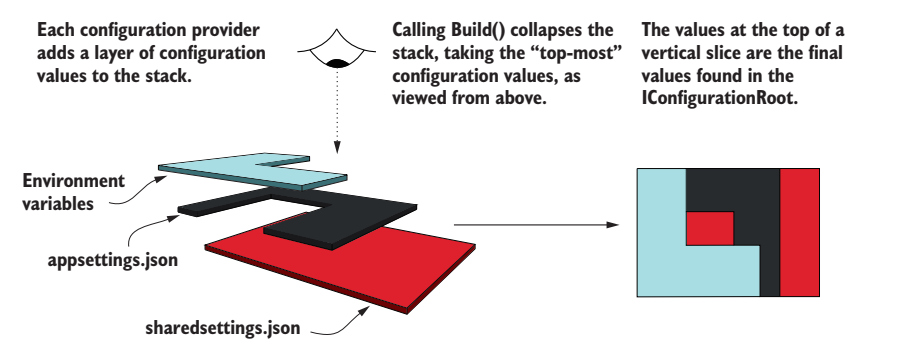 Each configuration provider
adds a layer of configuration
values to the stack.
Calling Build() collapses the
stack, taking the “top-most”
configuration values, as
viewed from above.
The values at the top of a
vertical slice are the final
values found in the
IConfigurationRoot.
Environment
variables
appsettings.json
sharedsettings.json